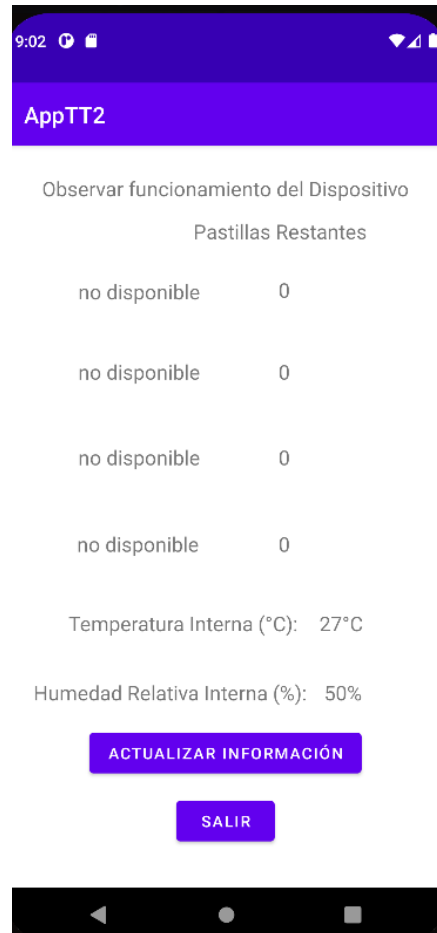 9:02
AppTT2
Observar funcionamiento del Dispositivo
Pastillas Restantes
no disponible 0
no disponible 0
no disponible 0
no disponible 0
Temperatura Interna (°C): 27°C
Humedad Relativa Interna (%): 50%
ACTUALIZAR INFORMACIÓN
SALIR